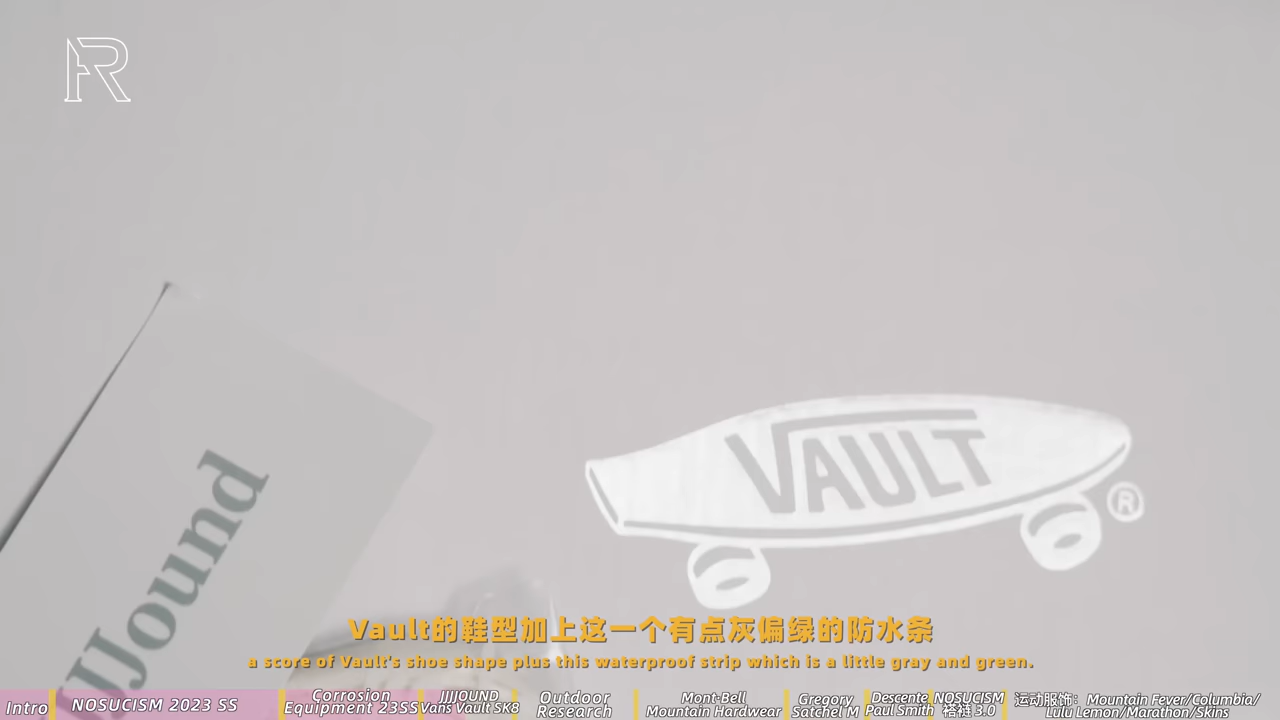 R
JJJound
VAULT
®
Vault的鞋型加上这一个有点灰偏绿的防水条
a score of Vault's shoe shape plus this waterproof strip which is a little gray and green.
Intro
NOSUCISM 2023 SS
Corrosion
Equipment 23SS
JJJJOUND
Vans Vault SK8
Outdoor
Research
Mont-Bell
Mountain Hardwear
Gregory
Satchel M
Descente
Paul Smith
NOSUCISM
褡裢 3.0
运动服饰：Mountain Fever/Columbia/
Lulu Lemon/Marathon/Skins